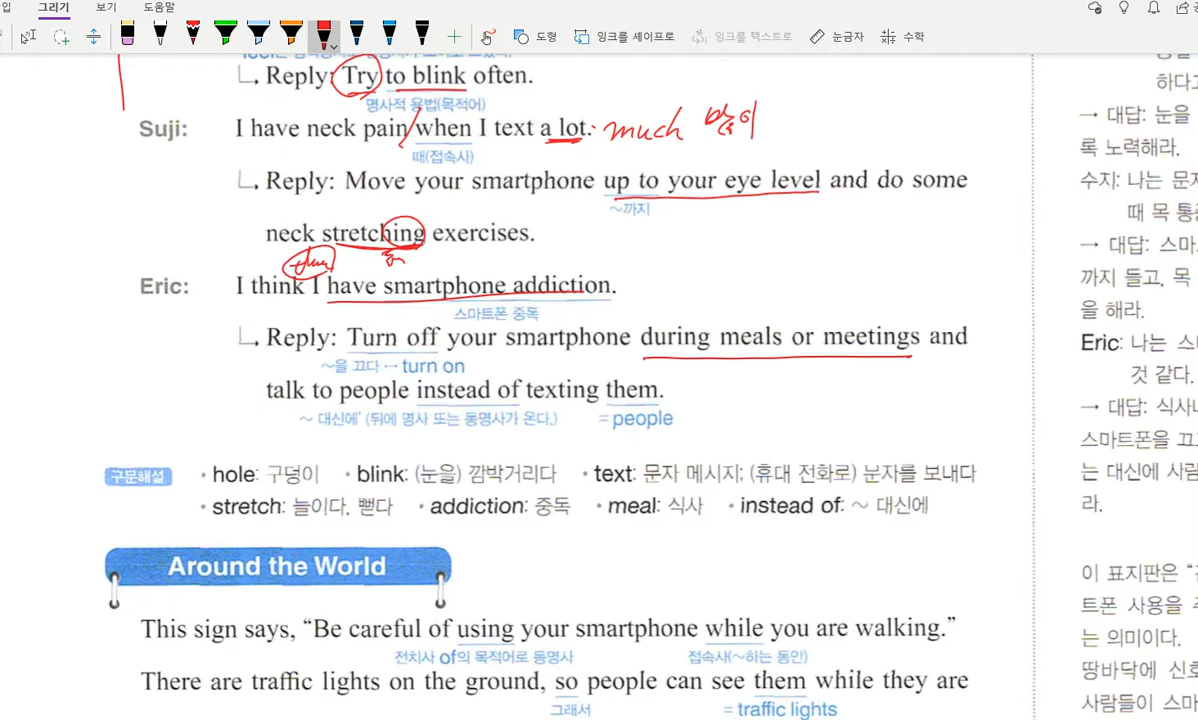 입 그리기 보기 도움말
도형 잉크를 셰이프로 잉크를 텍스트로 눈금자 수학
Reply: Try to blink often.
명사적 용법(목적어)
Suji: I have neck pain when I text a lot. much 많이
때(접속사)
Reply: Move your smartphone up to your eye level and do some
~까지
neck stretching exercises.
that
Eric: I think I have smartphone addiction.
스마트폰 중독
Reply: Turn off your smartphone during meals or meetings and
~을 끄다 ↔ turn on
talk to people instead of texting them.
~ 대신에' (뒤에 명사 또는 동명사가 온다.) = people
구문해설 • hole: 구덩이 • blink: (눈을) 깜박거리다 • text: 문자 메시지; (휴대 전화로) 문자를 보내다
• stretch: 늘이다, 뻗다 • addiction: 중독 • meal: 식사 • instead of: ~ 대신에
Around the World
This sign says, “Be careful of using your smartphone while you are walking.”
전치사 of의 목적어로 동명사 접속사(~하는 동안)
There are traffic lights on the ground, so people can see them while they are
그래서 = traffic lights
하다고
→ 대답: 눈을
록 노력해라.
수지: 나는 문자
때 목 통증
→ 대답: 스마
까지 들고, 목
을 해라.
Eric: 나는 스마
것 같다.
→ 대답: 식사나
스마트폰을 끄고
는 대신에 사람
라.
이 표지판은 “
트폰 사용을 주
는 의미이다.
땅바닥에 신호
사람들이 스마